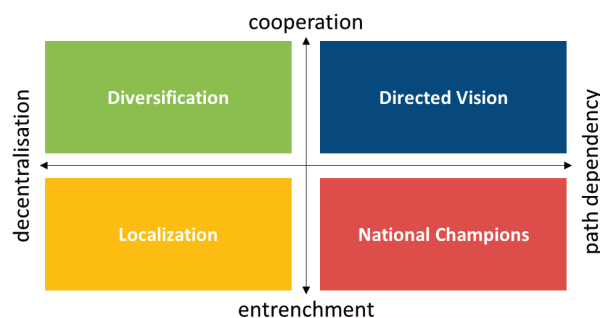 cooperation
decentralisation
Diversification
Directed Vision
path dependency
Localization
National Champions
entrenchment